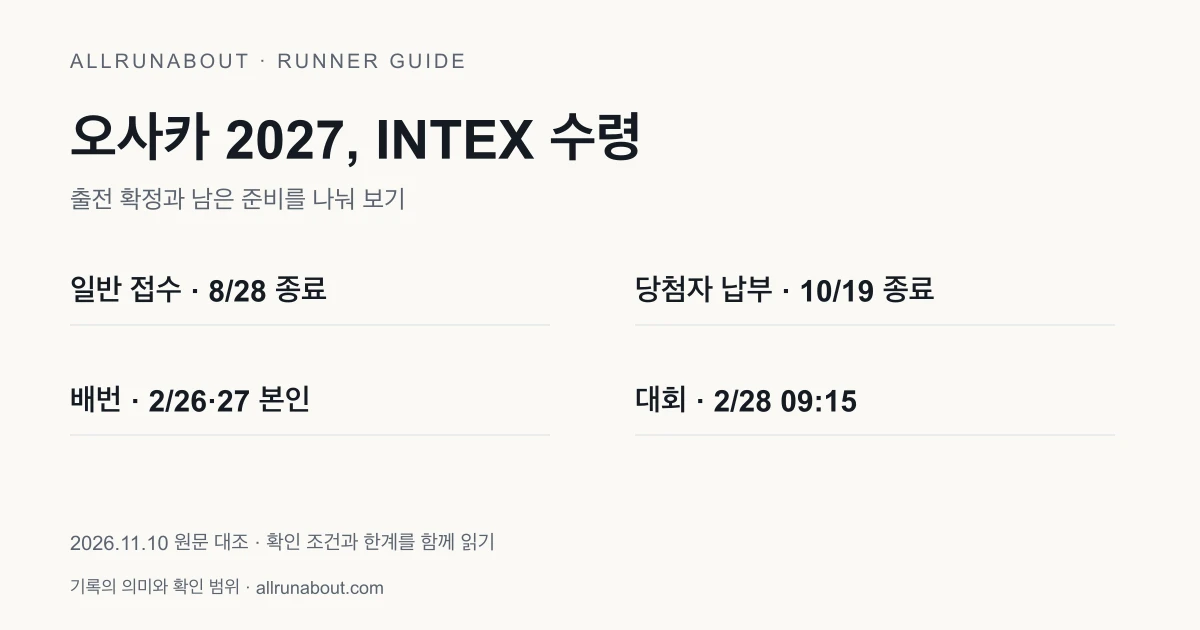 ALLRUNABOUT · RUNNER GUIDE
오사카 2027, INTEX 수령
출전 확정과 남은 준비를 나눠 보기
일반 접수 · 8/28 종료
당첨자 납부 · 10/19 종료
배번 · 2/26·27 본인
대회 · 2/28 09:15
2026.11.10 원문 대조 · 확인 조건과 한계를 함께 읽기
기록의 의미와 확인 범위 · allrunabout.com